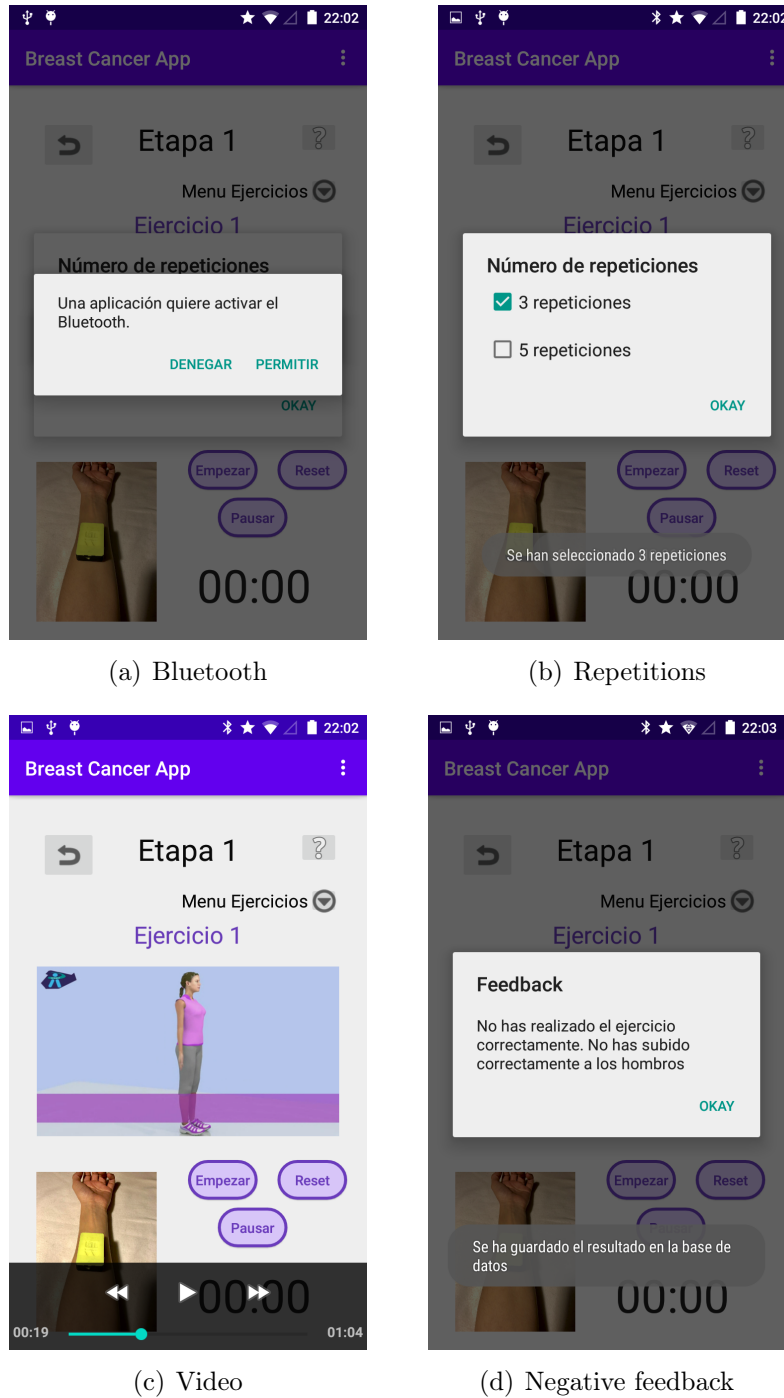 22:02
Breast Cancer App
Etapa 1
Menu Ejercicios
Ejercicio 1
Número de repeticiones
Una aplicación quiere activar el
Bluetooth.
DENEGAR PERMITIR
OKAY
Empezar Reset
Pausar
00:00
(a) Bluetooth
22:02
Breast Cancer App
Etapa 1
Menu Ejercicios
Ejercicio 1
Número de repeticiones
3 repeticiones
5 repeticiones
OKAY
Empezar Reset
Pausar
Se han seleccionado 3 repeticiones
00:00
(b) Repetitions
22:02
Breast Cancer App
Etapa 1
Menu Ejercicios
Ejercicio 1
Empezar Reset
Pausar
00:00
00:19 01:04
(c) Video
22:03
Breast Cancer App
Etapa 1
Menu Ejercicios
Ejercicio 1
Feedback
No has realizado el ejercicio
correctamente. No has subido
correctamente a los hombros
OKAY
Empezar Reset
Pausar
Se ha guardado el resultado en la base de
datos
00:00
(d) Negative feedback